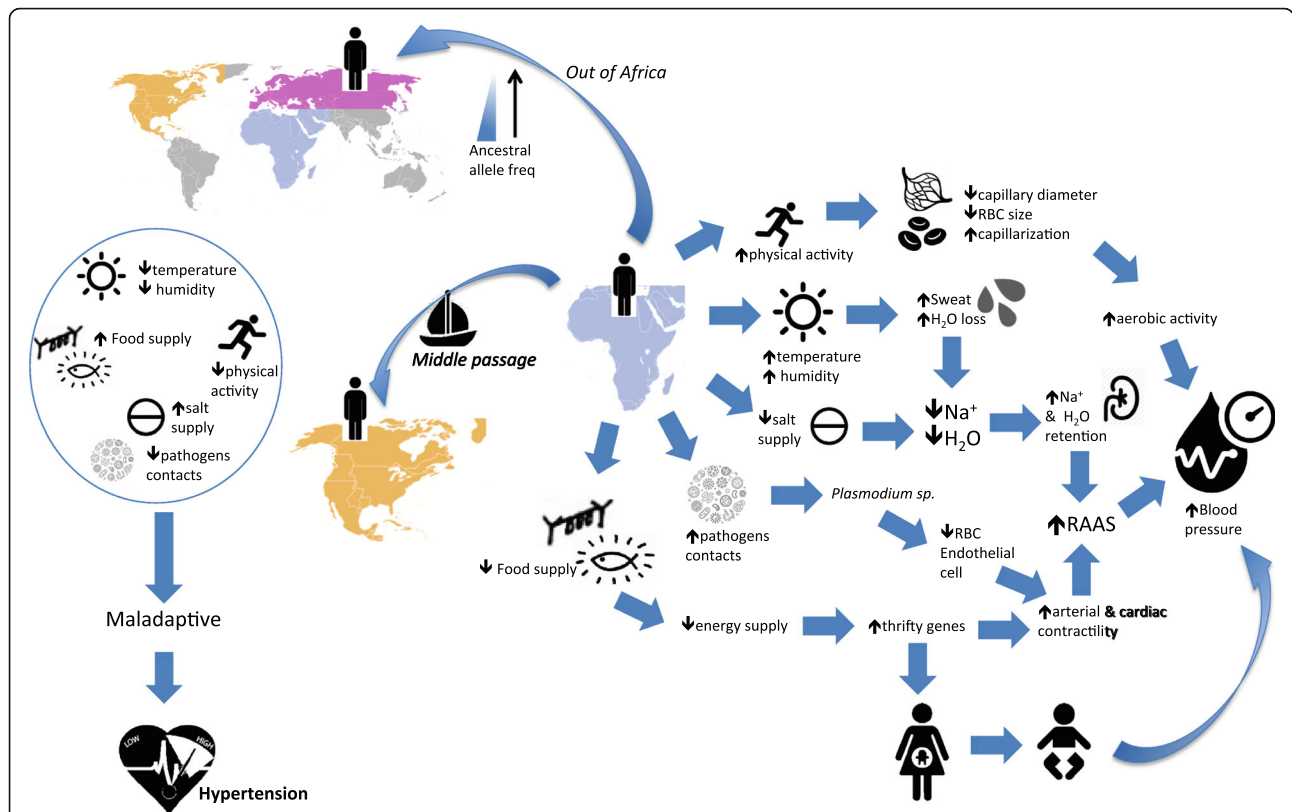 Out of Africa
Ancestral
allele freq
↓capillary diameter
↓RBC size
↑capillarization
↑physical activity
↓temperature
↓ humidity
↑ Food supply
↓physical
activity
↑salt
supply
↓pathogens
contacts
Middle passage
↑Sweat
↑H₂O loss
↑aerobic activity
↑temperature
↑ humidity
↓salt
supply
↓Na⁺
↓H₂O
↑Na⁺
& H₂O
retention
Plasmodium sp.
↑pathogens
contacts
↓ Food supply
↓RBC
Endothelial
cell
↑RAAS
↑Blood
pressure
Maladaptive
↓energy supply
↑thrifty genes
↑arterial & cardiac
contractility
LOW
HIGH
Hypertension